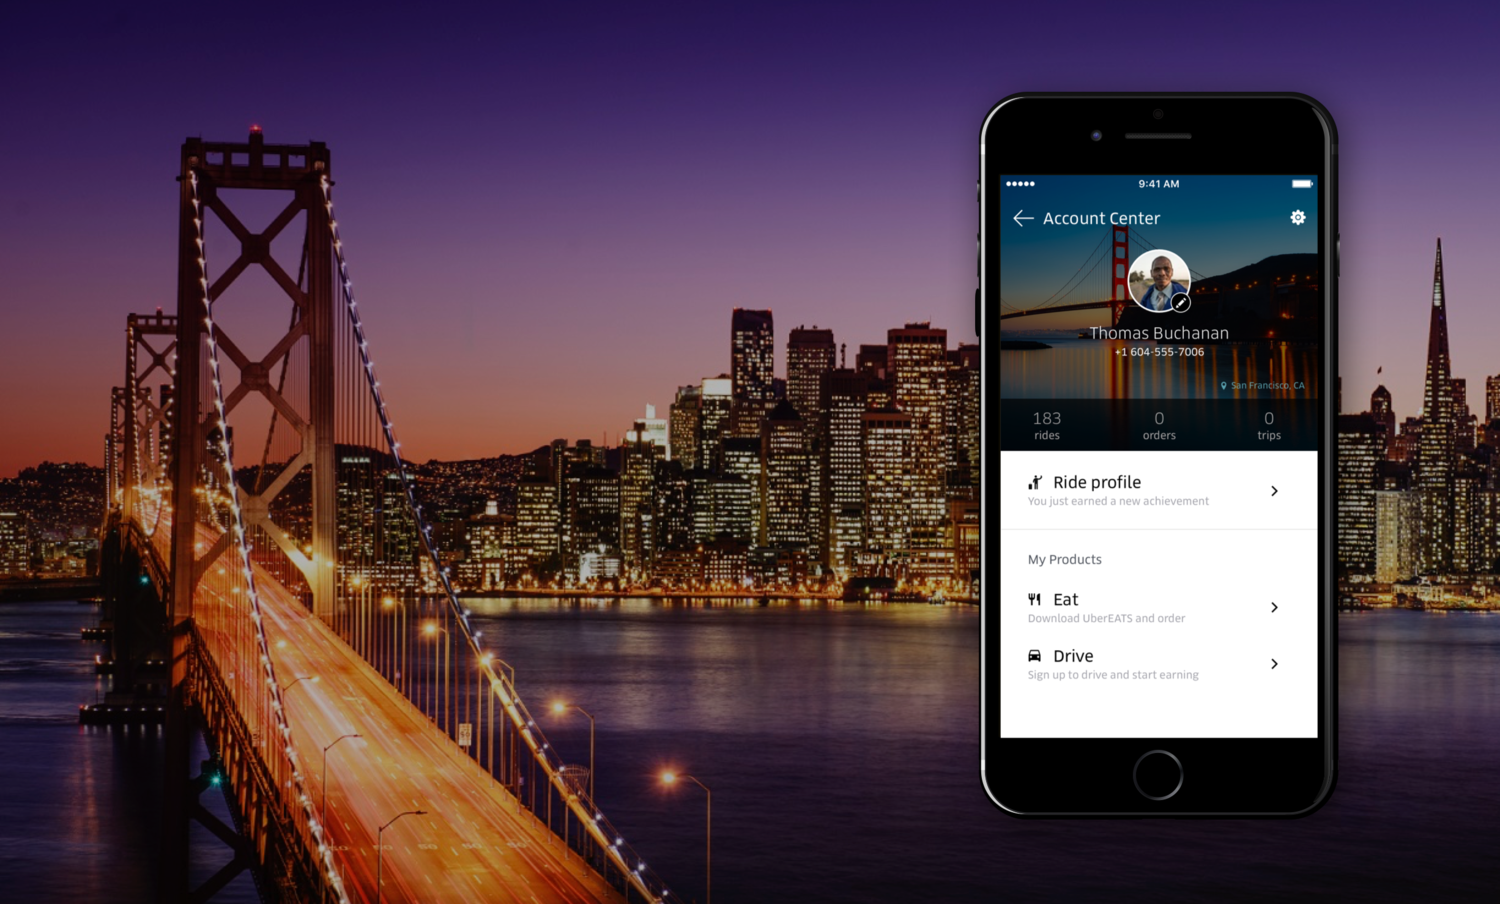 9:41 AM
Account Center
Thomas Buchanan
+1 604-555-7006
San Francisco, CA
183
0
0
rides
orders
trips
Ride profile
You just earned a new achievement
My Products
Eat
Download UberEATS and order
Drive
Sign up to drive and start earning